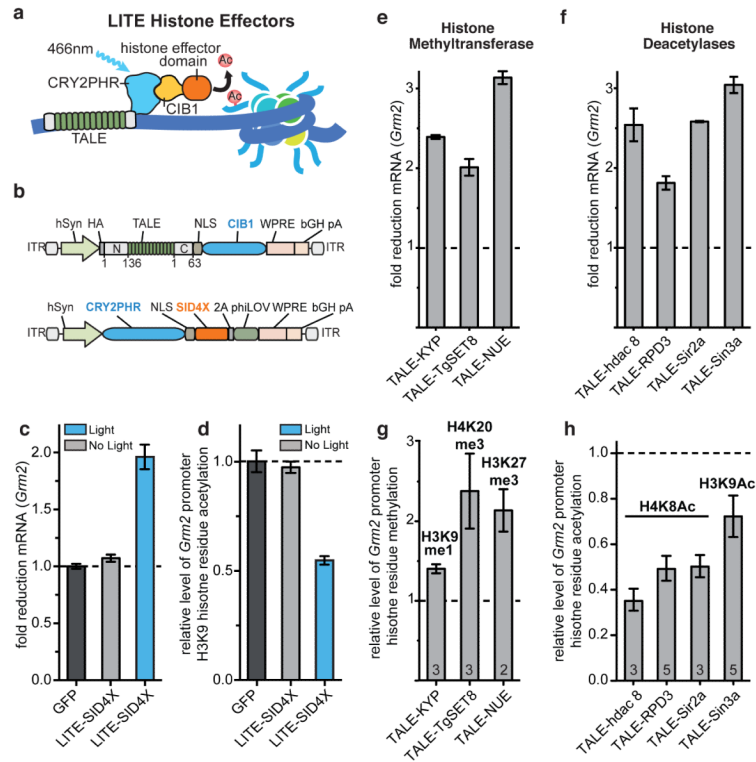 a
LITE Histone Effectors
466nm
histone effector
domain
Ac
CRY2PHR
CIB1
Ac
TALE
b
hSyn HA TALE NLS CIB1 WPRE bGH pA
ITR N C ITR
1 136 1 63
hSyn CRY2PHR NLS SID4X 2A phiLOV WPRE bGH pA
ITR ITR
c
Light
No Light
fold reduction mRNA (Grm2)
2.0
1.5
1.0
0.5
0.0
GFP
LITE-SID4X
LITE-SID4X
d
Light
No Light
relative level of Grm2 promoter
H3K9 hisotne residue acetylation
1.0
0.5
0.0
GFP
LITE-SID4X
LITE-SID4X
e
Histone
Methyltransferase
fold reduction mRNA (Grm2)
3
2
1
0
TALE-KYP
TALE-TgSET8
TALE-NUE
f
Histone
Deacetylases
fold reduction mRNA (Grm2)
3
2
1
0
TALE-hdac 8
TALE-RPD3
TALE-Sir2a
TALE-Sin3a
g
relative level of Grm2 promoter
hisotne residue methylation
3
2
1
0
H3K9
me1
H4K20
me3
H3K27
me3
3
3
2
TALE-KYP
TALE-TgSET8
TALE-NUE
h
relative level of Grm2 promoter
hisotne residue acetylation
1.0
0.8
0.6
0.4
0.2
0.0
H4K8Ac
H3K9Ac
3
5
3
5
TALE-hdac 8
TALE-RPD3
TALE-Sir2a
TALE-Sin3a